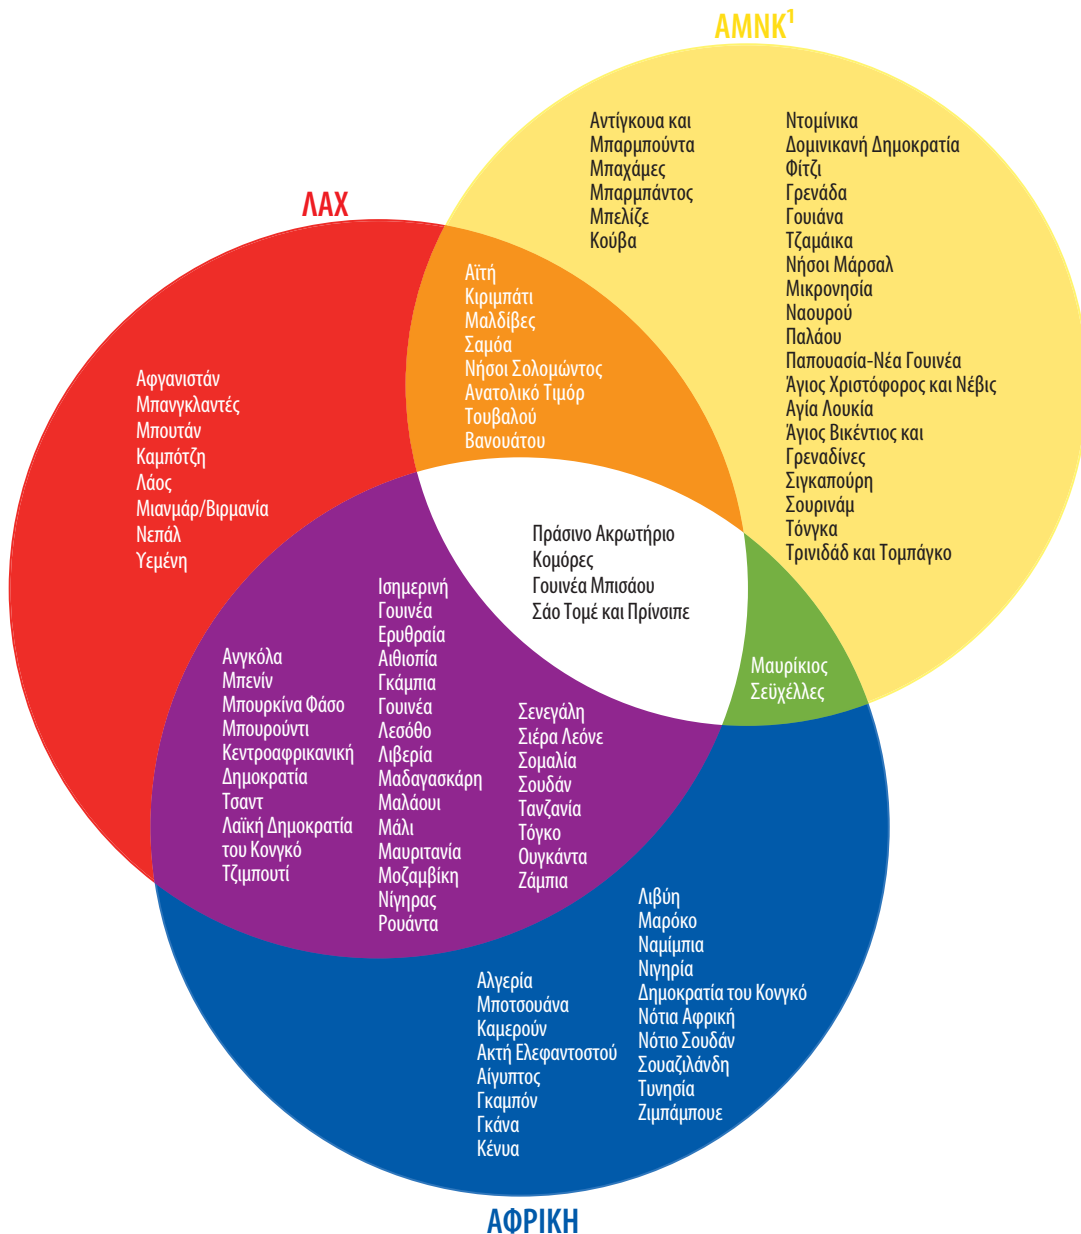 ΑΜΝΚ¹
Αντίγκουα και
Μπαρμπούντα
Μπαχάμες
Μπαρμπάντος
Μπελίζε
Κούβα
Ντομίνικα
Δομινικανή Δημοκρατία
Φίτζι
Γρενάδα
Γουιάνα
Τζαμάικα
Νήσοι Μάρσαλ
Μικρονησία
Ναουρού
Παλάου
Παπουασία-Νέα Γουινέα
Άγιος Χριστόφορος και Νέβις
Αγία Λουκία
Άγιος Βικέντιος και
Γρεναδίνες
Σιγκαπούρη
Σουρινάμ
Τόνγκα
Τρινιδάδ και Τομπάγκο
ΛΑΧ
Αϊτή
Κιριμπάτι
Μαλδίβες
Σαμόα
Νήσοι Σολομώντος
Ανατολικό Τιμόρ
Τουβαλού
Βανουάτου
Αφγανιστάν
Μπανγκλαντές
Μπουτάν
Καμπότζη
Λάος
Μιανμάρ/Βιρμανία
Νεπάλ
Υεμένη
Πράσινο Ακρωτήριο
Κομόρες
Γουινέα Μπισάου
Σάο Τομέ και Πρίνσιπε
Μαυρίκιος
Σεϋχέλλες
Ανγκόλα
Μπενίν
Μπουρκίνα Φάσο
Μπουρούντι
Κεντροαφρικανική
Δημοκρατία
Τσαντ
Λαϊκή Δημοκρατία
του Κονγκό
Τζιμπουτί
Ισημερινή
Γουινέα
Ερυθραία
Αιθιοπία
Γκάμπια
Γουινέα
Λεσόθο
Λιβερία
Μαδαγασκάρη
Μαλάουι
Μάλι
Μαυριτανία
Μοζαμβίκη
Νίγηρας
Ρουάντα
Σενεγάλη
Σιέρα Λεόνε
Σομαλία
Σουδάν
Τανζανία
Τόγκο
Ουγκάντα
Ζάμπια
Αλγερία
Μποτσουάνα
Καμερούν
Ακτή Ελεφαντοστού
Αίγυπτος
Γκαμπόν
Γκάνα
Κένυα
Λιβύη
Μαρόκο
Ναμίμπια
Νιγηρία
Δημοκρατία του Κονγκό
Νότια Αφρική
Νότιο Σουδάν
Σουαζιλάνδη
Τυνησία
Ζιμπάμπουε
ΑΦΡΙΚΗ